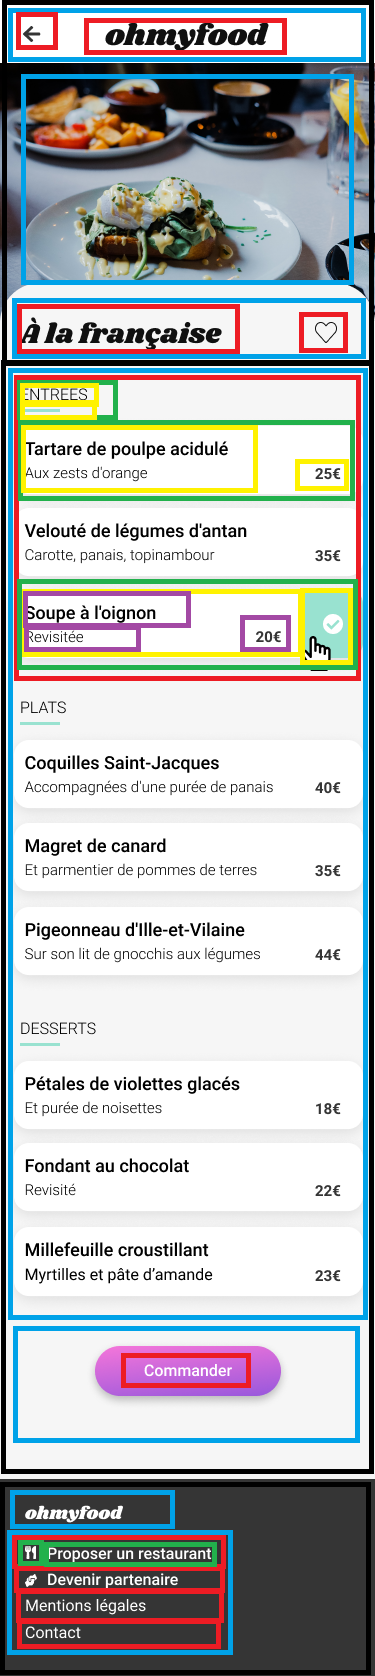 ohmyfood
À la française
ENTREES
Tartare de poulpe acidulé
Aux zests d'orange
25€
Velouté de légumes d'antan
Carotte, panais, topinambour
35€
Soupe à l'oignon
Revisitée
20€
PLATS
Coquilles Saint-Jacques
Accompagnées d'une purée de panais
40€
Magret de canard
Et parmentier de pommes de terres
35€
Pigeonneau d'Ille-et-Vilaine
Sur son lit de gnocchis aux légumes
44€
DESSERTS
Pétales de violettes glacés
Et purée de noisettes
18€
Fondant au chocolat
Revisité
22€
Millefeuille croustillant
Myrtilles et pâte d’amande
23€
Commander
ohmyfood
Proposer un restaurant
Devenir partenaire
Mentions légales
Contact